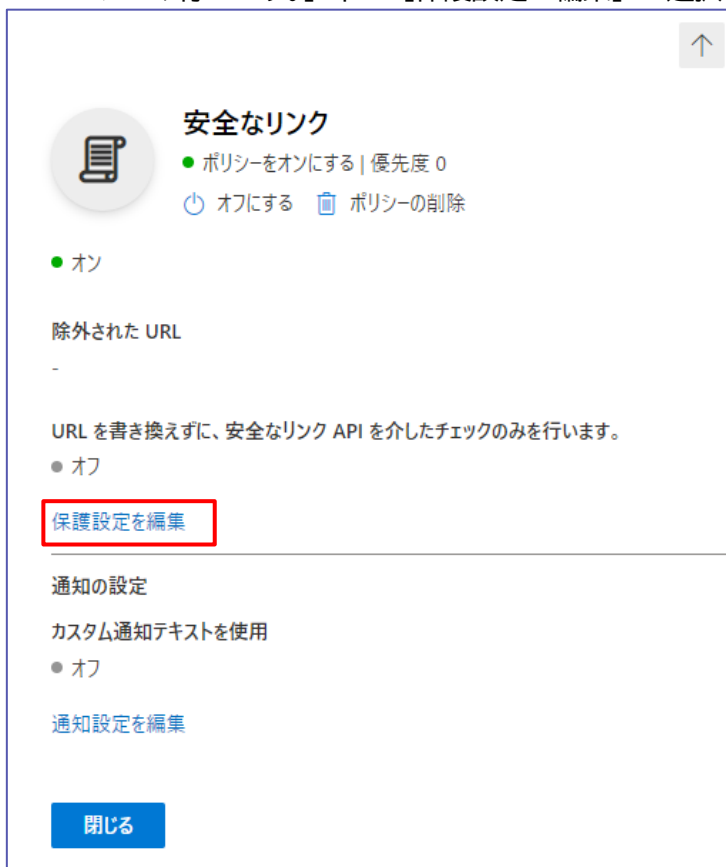 安全なリンク
ポリシーをオンにする | 優先度 0
オフにする ポリシーの削除
オン
除外された URL
-
URL を書き換えずに、安全なリンク API を介したチェックのみを行います。
オフ
保護設定を編集
通知の設定
カスタム通知テキストを使用
オフ
通知設定を編集
閉じる